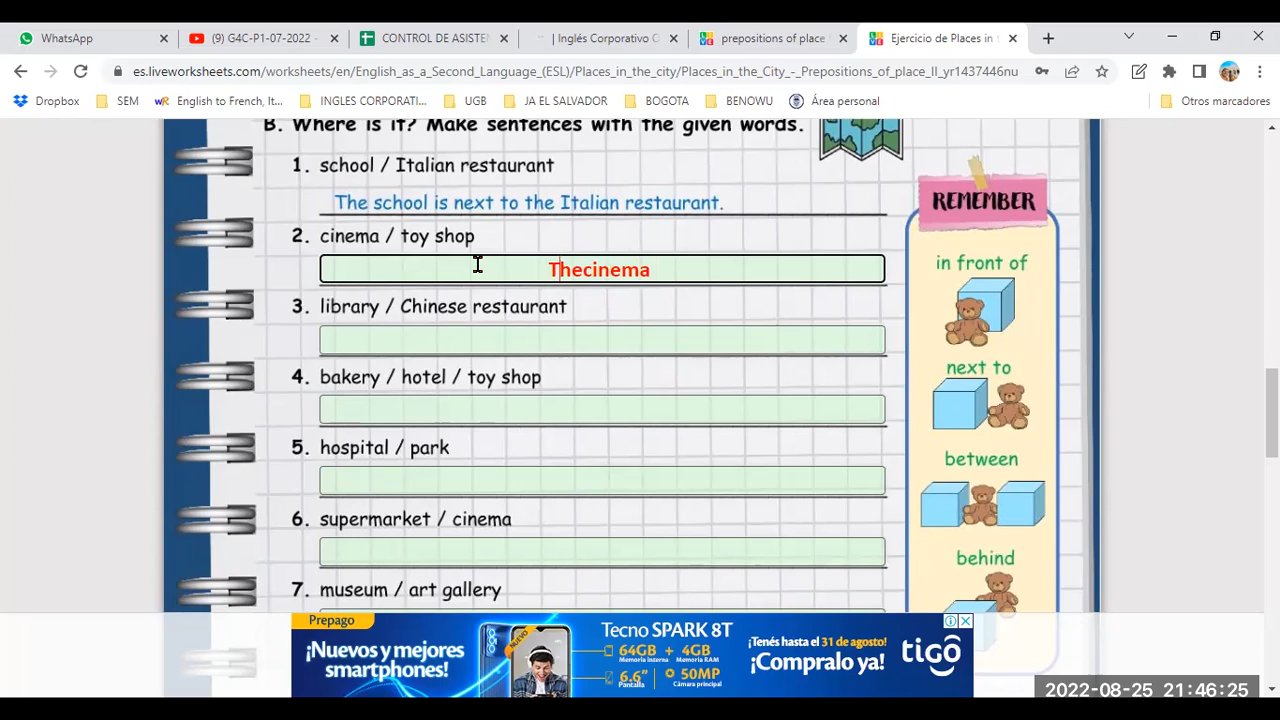 WhatsApp
(9) G4C-P1-07-2022 -
CONTROL DE ASISTE
Inglés Corporativo O
prepositions of place
Ejercicio de Places in
es.liveworksheets.com/worksheets/en/English_as_a_Second_Language_(ESL)/Places_in_the_city/Places_in_the_City_-_Prepositions_of_place_II_yr1437446nu
Dropbox
SEM
English to French, It...
INGLES CORPORATI...
UGB
JA EL SALVADOR
BOGOTA
BENOWU
Área personal
Otros marcadores
B. Where is it? Make sentences with the given words.
1. school / Italian restaurant
The school is next to the Italian restaurant.
2. cinema / toy shop
Thecinema
3. library / Chinese restaurant
4. bakery / hotel / toy shop
5. hospital / park
6. supermarket / cinema
7. museum / art gallery
REMEMBER
in front of
next to
between
behind
Prepago
¡Nuevos y mejores
smartphones!
NUEVO
Tecno SPARK 8T
64GB + 4GB
Memoria interna Memoria RAM
6.6" 50MP
Pantalla Cámara principal
¡Tenés hasta el 31 de agosto!
¡Compralo ya!
tigo
2022-08-25 21:46:25